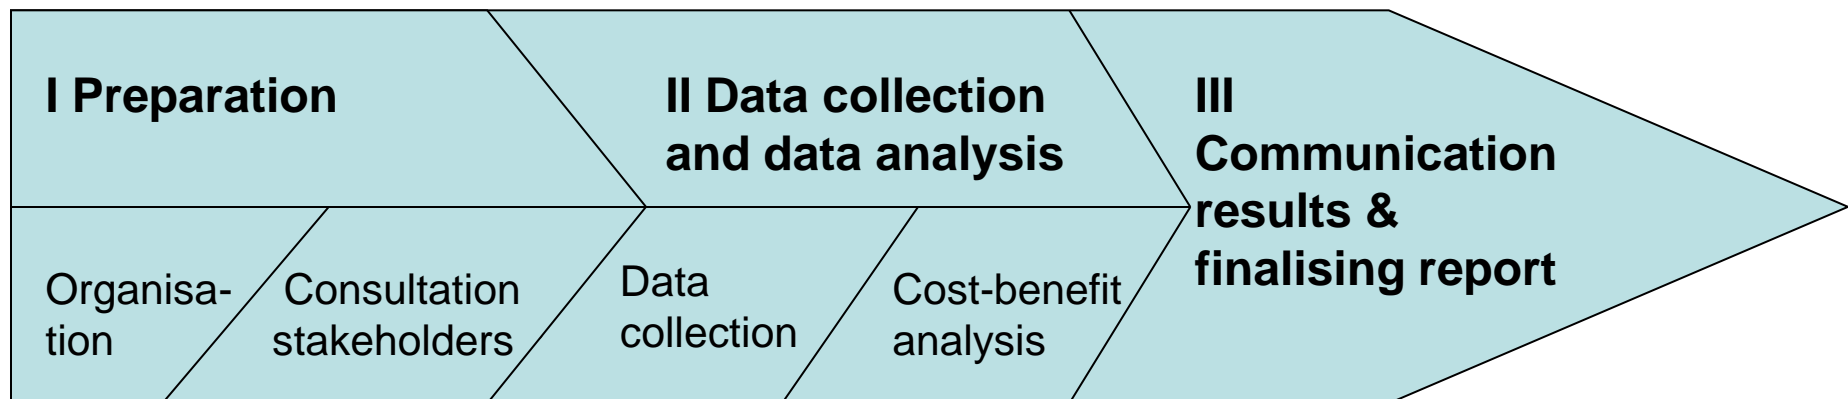 I Preparation
II Data collection
and data analysis
III
Communication
results &
finalising report
Organisa-
tion
Consultation
stakeholders
Data
collection
Cost-benefit
analysis